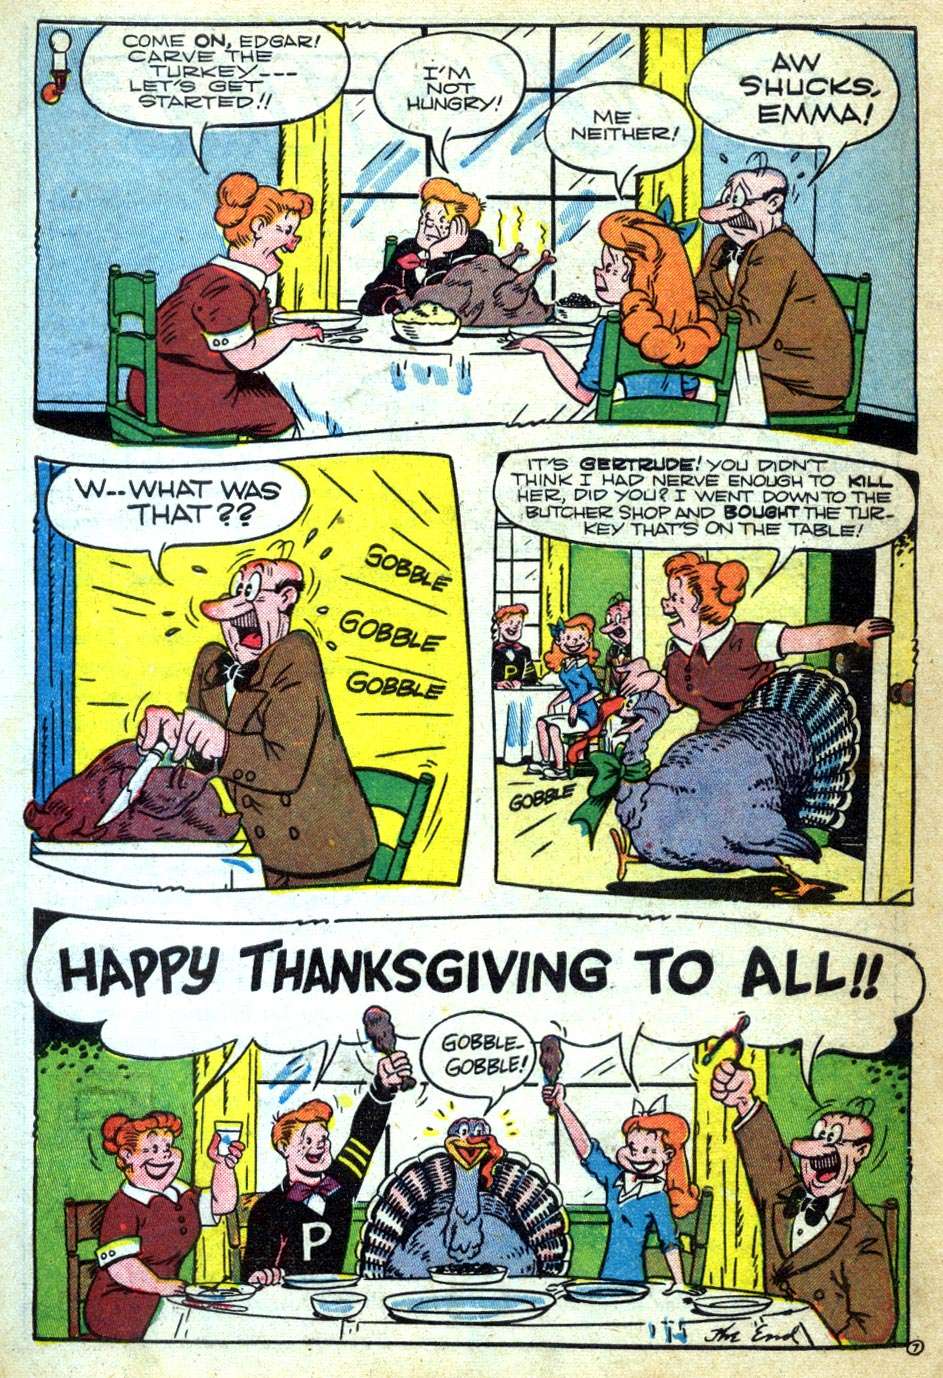 COME ON, EDGAR!
CARVE THE
TURKEY---
LET'S GET
STARTED!!
I'M
NOT
HUNGRY!
ME
NEITHER!
AW
SHUCKS,
EMMA!
W--WHAT WAS
THAT??
GOBBLE
GOBBLE
GOBBLE
IT'S GERTRUDE! YOU DIDN'T
THINK I HAD NERVE ENOUGH TO KILL
HER, DID YOU? I WENT DOWN TO THE
BUTCHER SHOP AND BOUGHT THE TUR-
KEY THAT'S ON THE TABLE!
P
GOBBLE
HAPPY THANKSGIVING TO ALL!!
GOBBLE-
GOBBLE!
P
The End
7